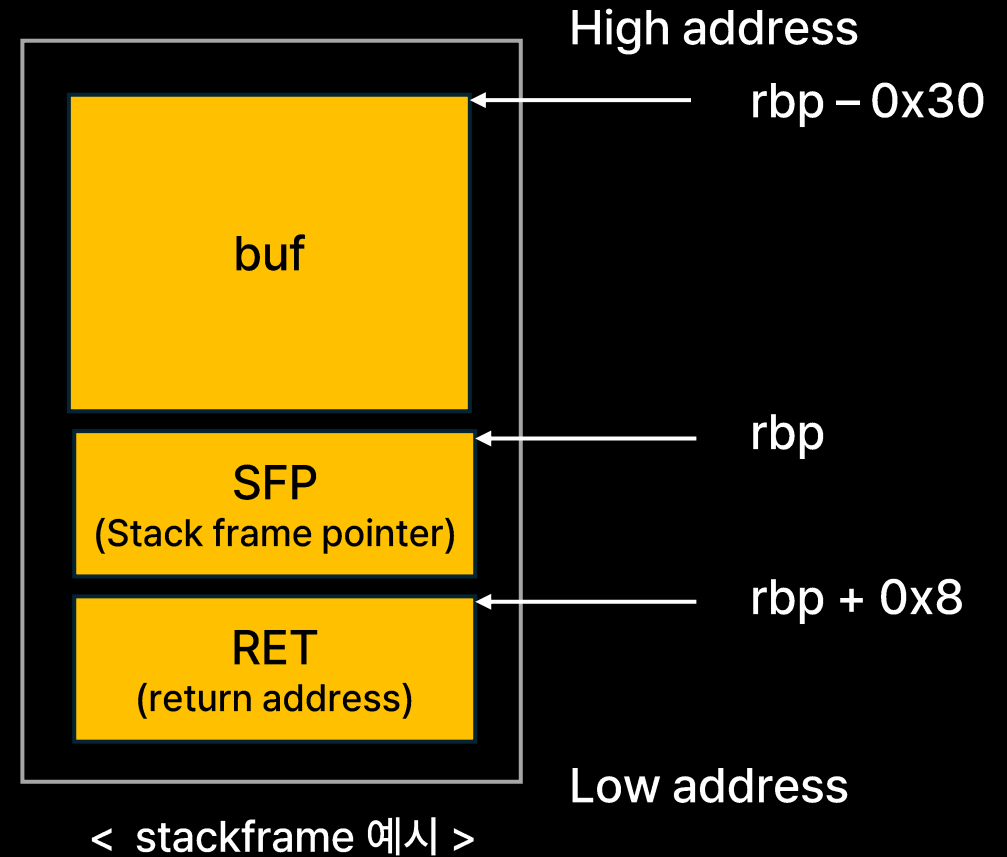 High address
rbp – 0x30
buf
rbp
SFP
(Stack frame pointer)
rbp + 0x8
RET
(return address)
Low address
< stackframe 예시 >